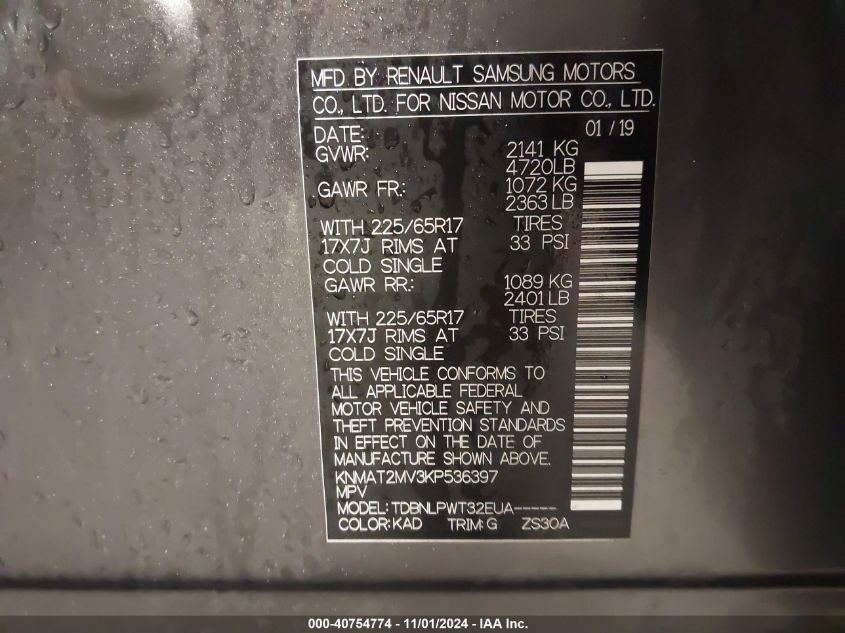 MFD BY RENAULT SAMSUNG MOTORS
CO., LTD. FOR NISSAN MOTOR CO., LTD.
DATE: 01 / 19
GVWR: 2141 KG
4720LB
GAWR FR: 1072 KG
2363 LB
WITH 225/65R17 TIRES
17X7J RIMS AT 33 PSI
COLD SINGLE
GAWR RR: 1089 KG
2401 LB
WITH 225/65R17 TIRES
17X7J RIMS AT 33 PSI
COLD SINGLE
THIS VEHICLE CONFORMS TO
ALL APPLICABLE FEDERAL
MOTOR VEHICLE SAFETY AND
THEFT PREVENTION STANDARDS
IN EFFECT ON THE DATE OF
MANUFACTURE SHOWN ABOVE.
KNMAT2MV3KP536397
MPV
MODEL: TDBNLPWT32EUA-----
COLOR: KAD TRIM: G ZS30A
000-40754774 - 11/01/2024 - IAA Inc.